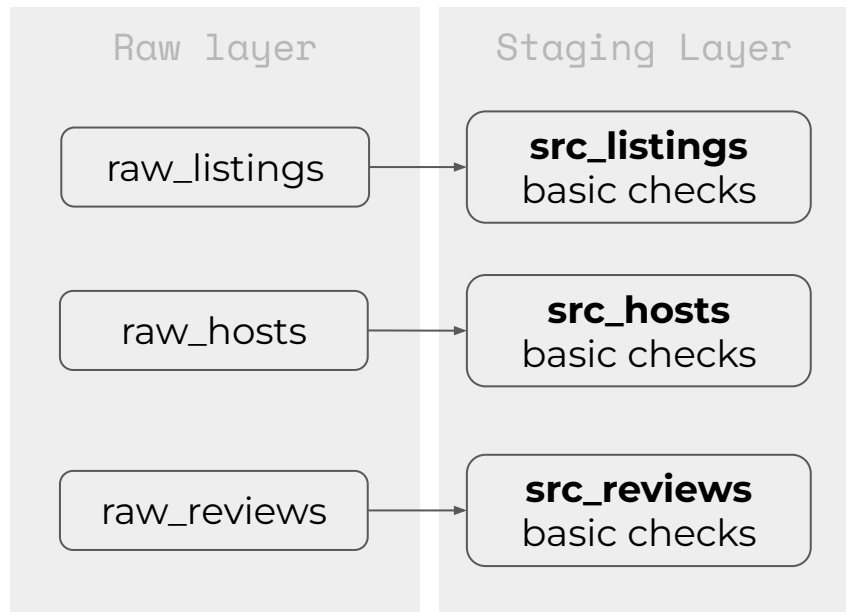 Raw layer
Staging Layer
raw_listings
src_listings
basic checks
raw_hosts
src_hosts
basic checks
raw_reviews
src_reviews
basic checks